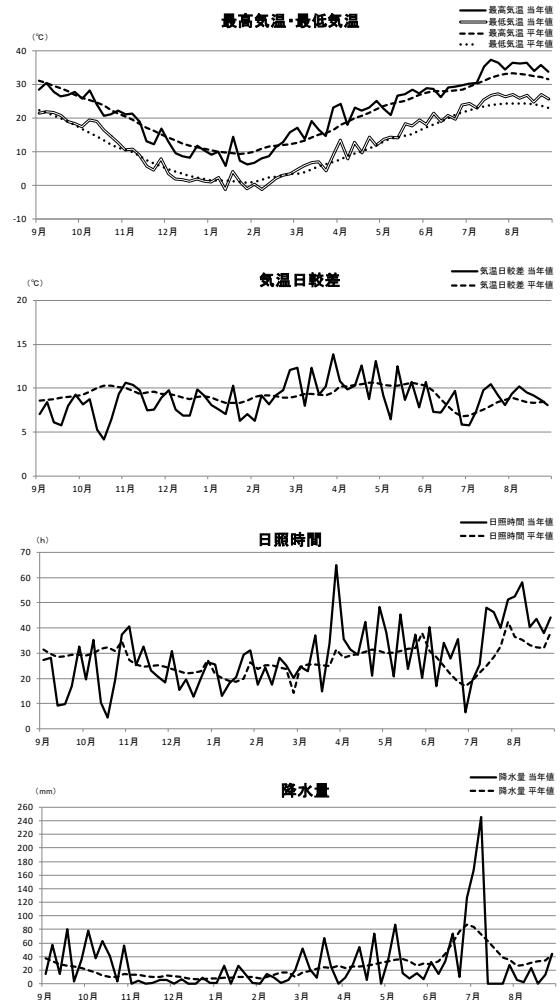 最高気温・最低気温
最高気温 当年値
最低気温 当年値
最高気温 平年値
最低気温 平年値
(℃)
40
30
20
10
0
-10
9月 10月 11月 12月 1月 2月 3月 4月 5月 6月 7月 8月
気温日較差
気温日較差 当年値
気温日較差 平年値
(℃)
20
15
10
5
0
9月 10月 11月 12月 1月 2月 3月 4月 5月 6月 7月 8月
日照時間
日照時間 当年値
日照時間 平年値
(h)
70
60
50
40
30
20
10
0
9月 10月 11月 12月 1月 2月 3月 4月 5月 6月 7月 8月
降水量
降水量 当年値
降水量 平年値
(mm)
260
240
220
200
180
160
140
120
100
80
60
40
20
0
9月 10月 11月 12月 1月 2月 3月 4月 5月 6月 7月 8月